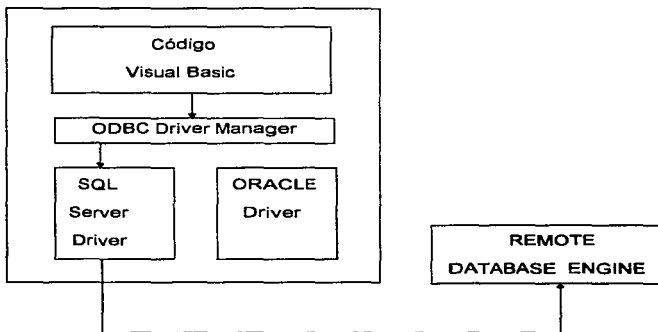 Código
Visual Basic
ODBC Driver Manager
SQL
Server
Driver
ORACLE
Driver
REMOTE
DATABASE ENGINE